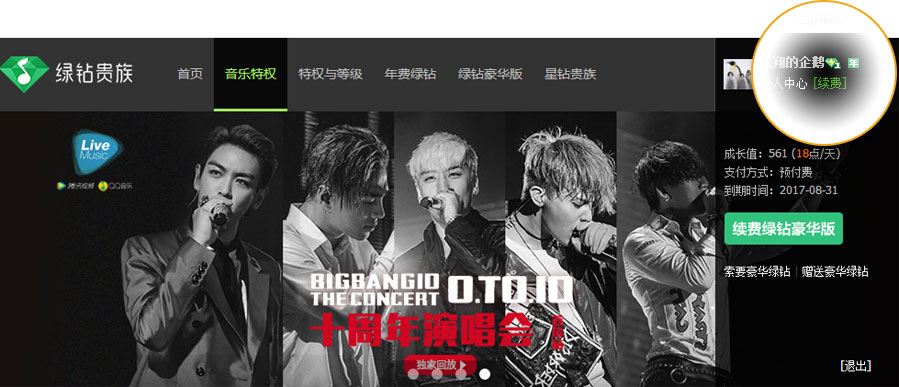 绿钻贵族
首页 音乐特权 特权与等级 年费绿钻 绿钻豪华版 星钻贵族
翔的企鹅
人中心 [续费]
Live
Music
腾讯视频 QQ音乐
成长值：561 (18点/天)
支付方式：预付费
到期时间：2017-08-31
续费绿钻豪华版
索要豪华绿钻 | 赠送豪华绿钻
BIGBANG10
THE CONCERT 0.TO.10
十周年演唱会
独家回放
[退出]